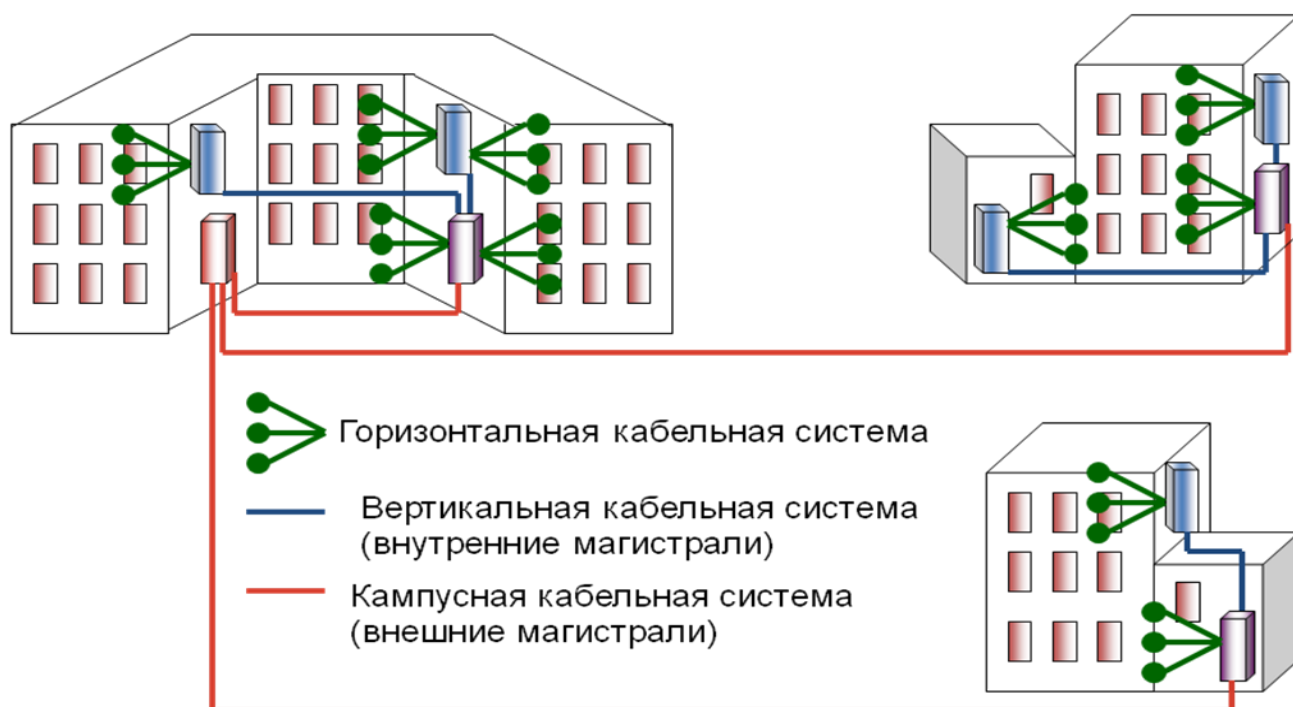 Горизонтальная кабельная система
Вертикальная кабельная система
(внутренние магистрали)
Кампусная кабельная система
(внешние магистрали)